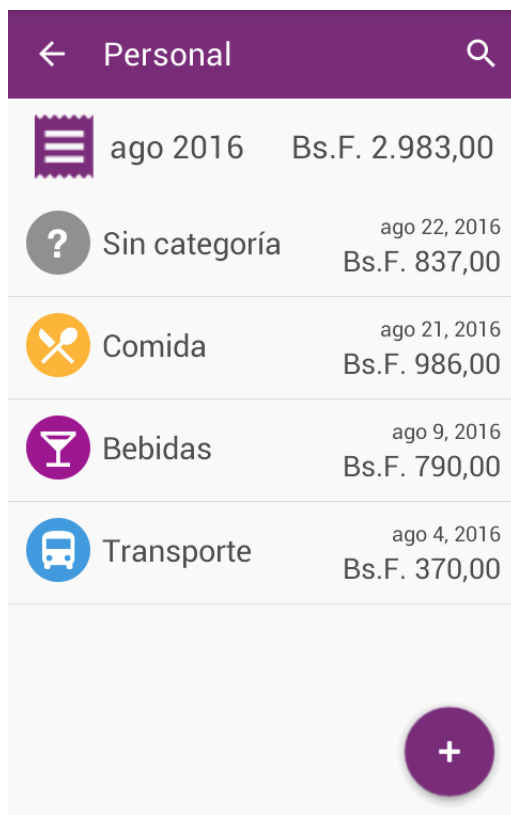 Personal
ago 2016 Bs.F. 2.983,00
ago 22, 2016
Sin categoría
Bs.F. 837,00
ago 21, 2016
Comida
Bs.F. 986,00
ago 9, 2016
Bebidas
Bs.F. 790,00
ago 4, 2016
Transporte
Bs.F. 370,00